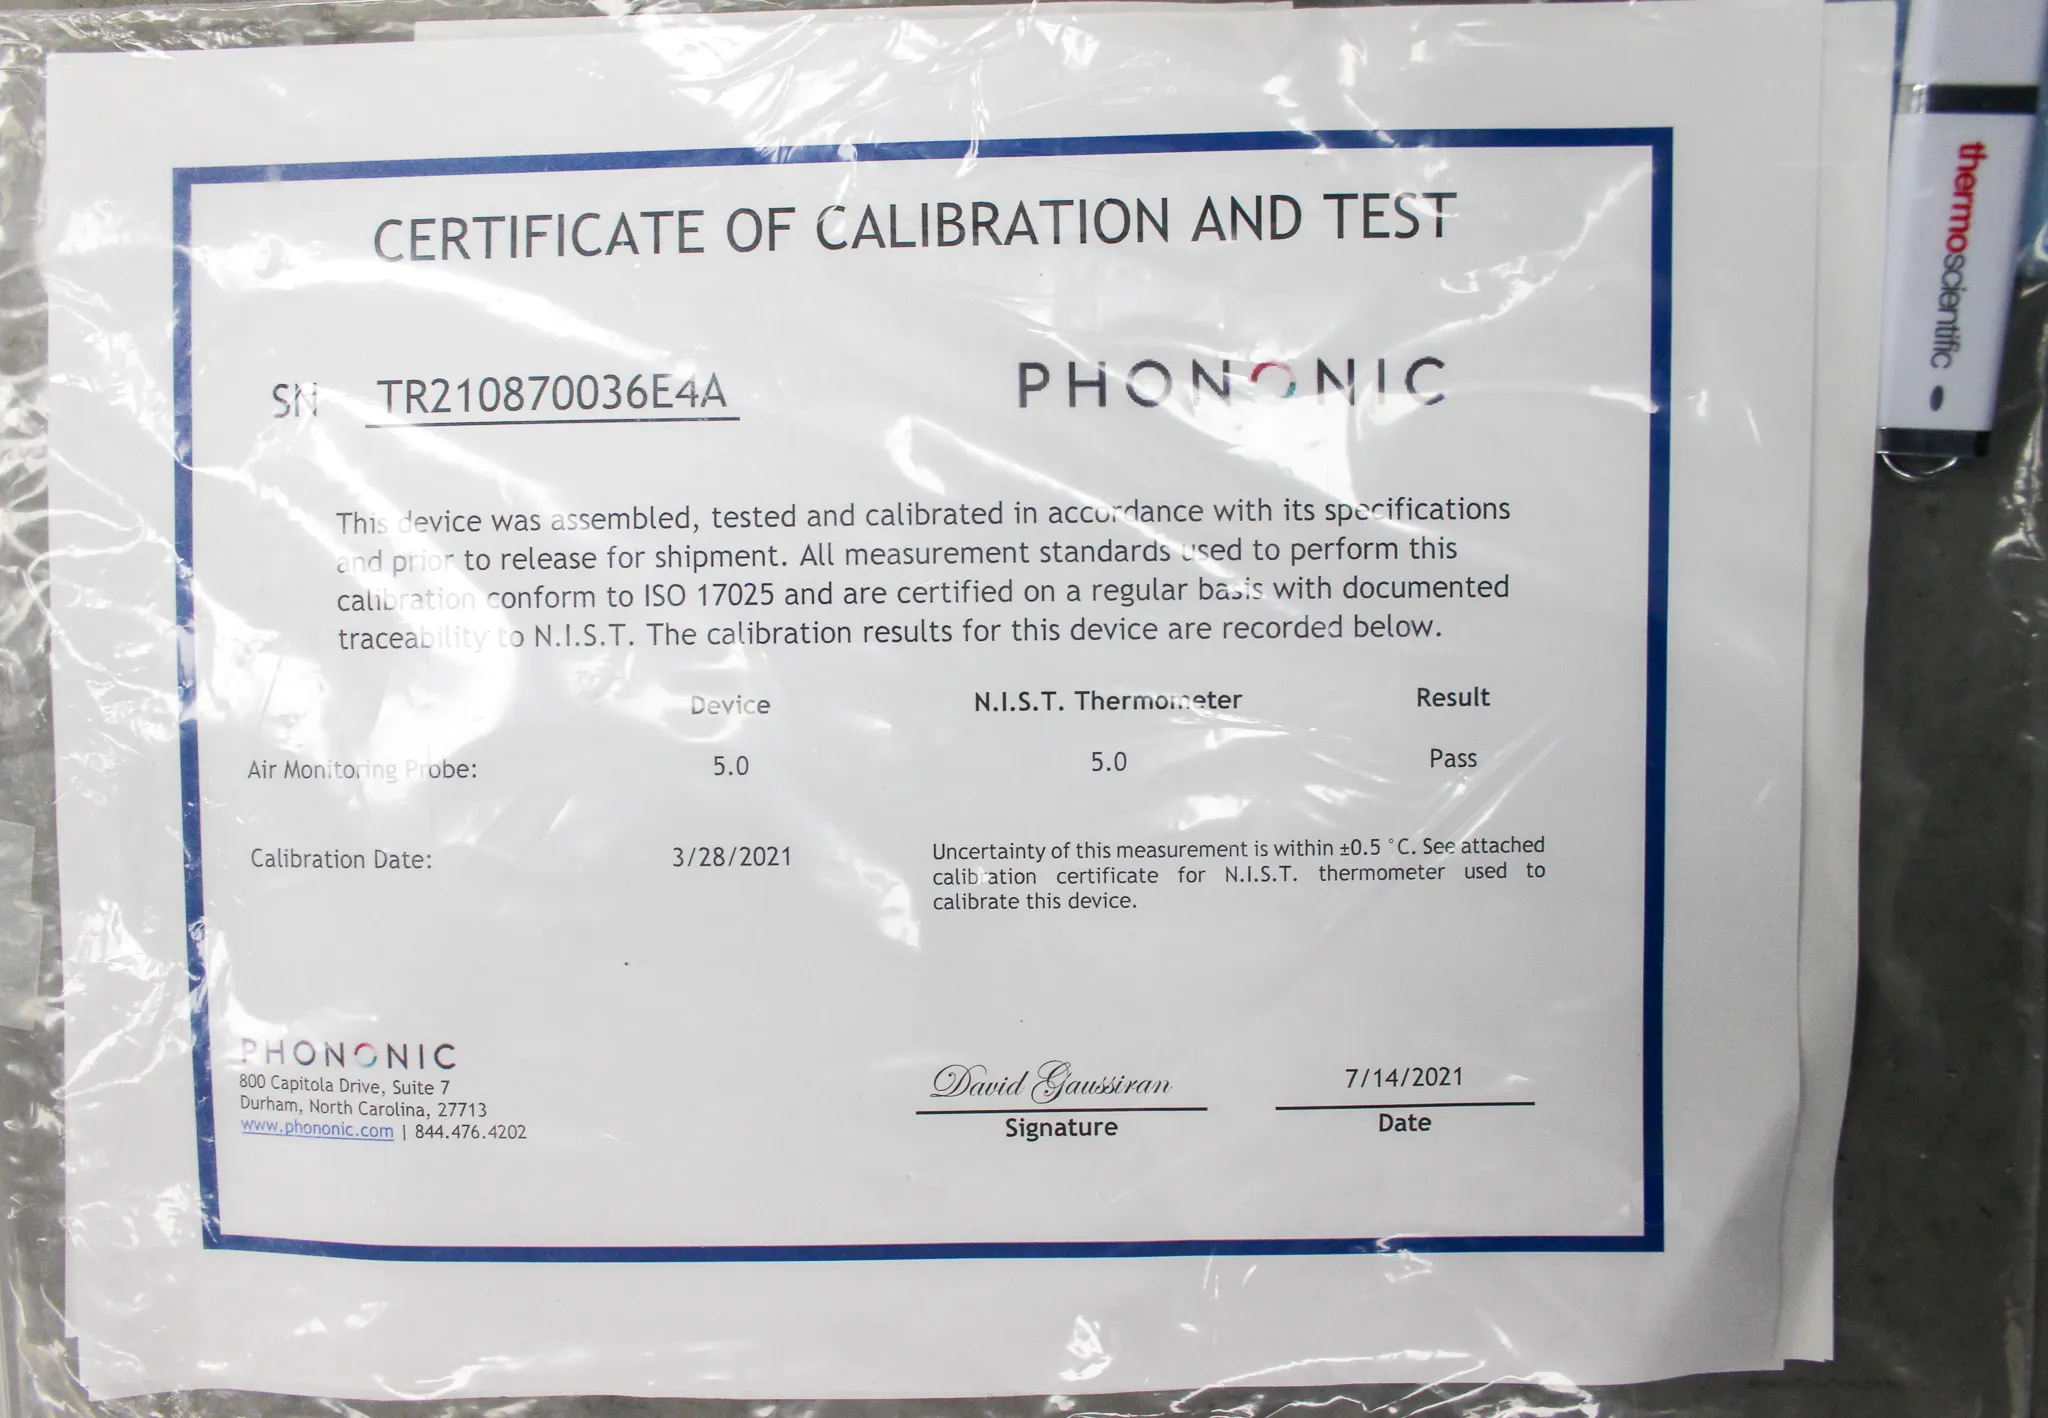 CERTIFICATE OF CALIBRATION AND TEST
SN TR210870036E4A
PHONONIC
This device was assembled, tested and calibrated in accordance with its specifications
and prior to release for shipment. All measurement standards used to perform this
calibration conform to ISO 17025 and are certified on a regular basis with documented
traceability to N.I.S.T. The calibration results for this device are recorded below.
Device N.I.S.T. Thermometer Result
Air Monitoring Probe: 5.0 5.0 Pass
Calibration Date: 3/28/2021
Uncertainty of this measurement is within ±0.5 °C. See attached
calibration certificate for N.I.S.T. thermometer used to
calibrate this device.
PHONONIC
800 Capitola Drive, Suite 7
Durham, North Carolina, 27713
www.phononic.com | 844.476.4202
David Gaussiran
Signature
7/14/2021
Date
thermoscientific